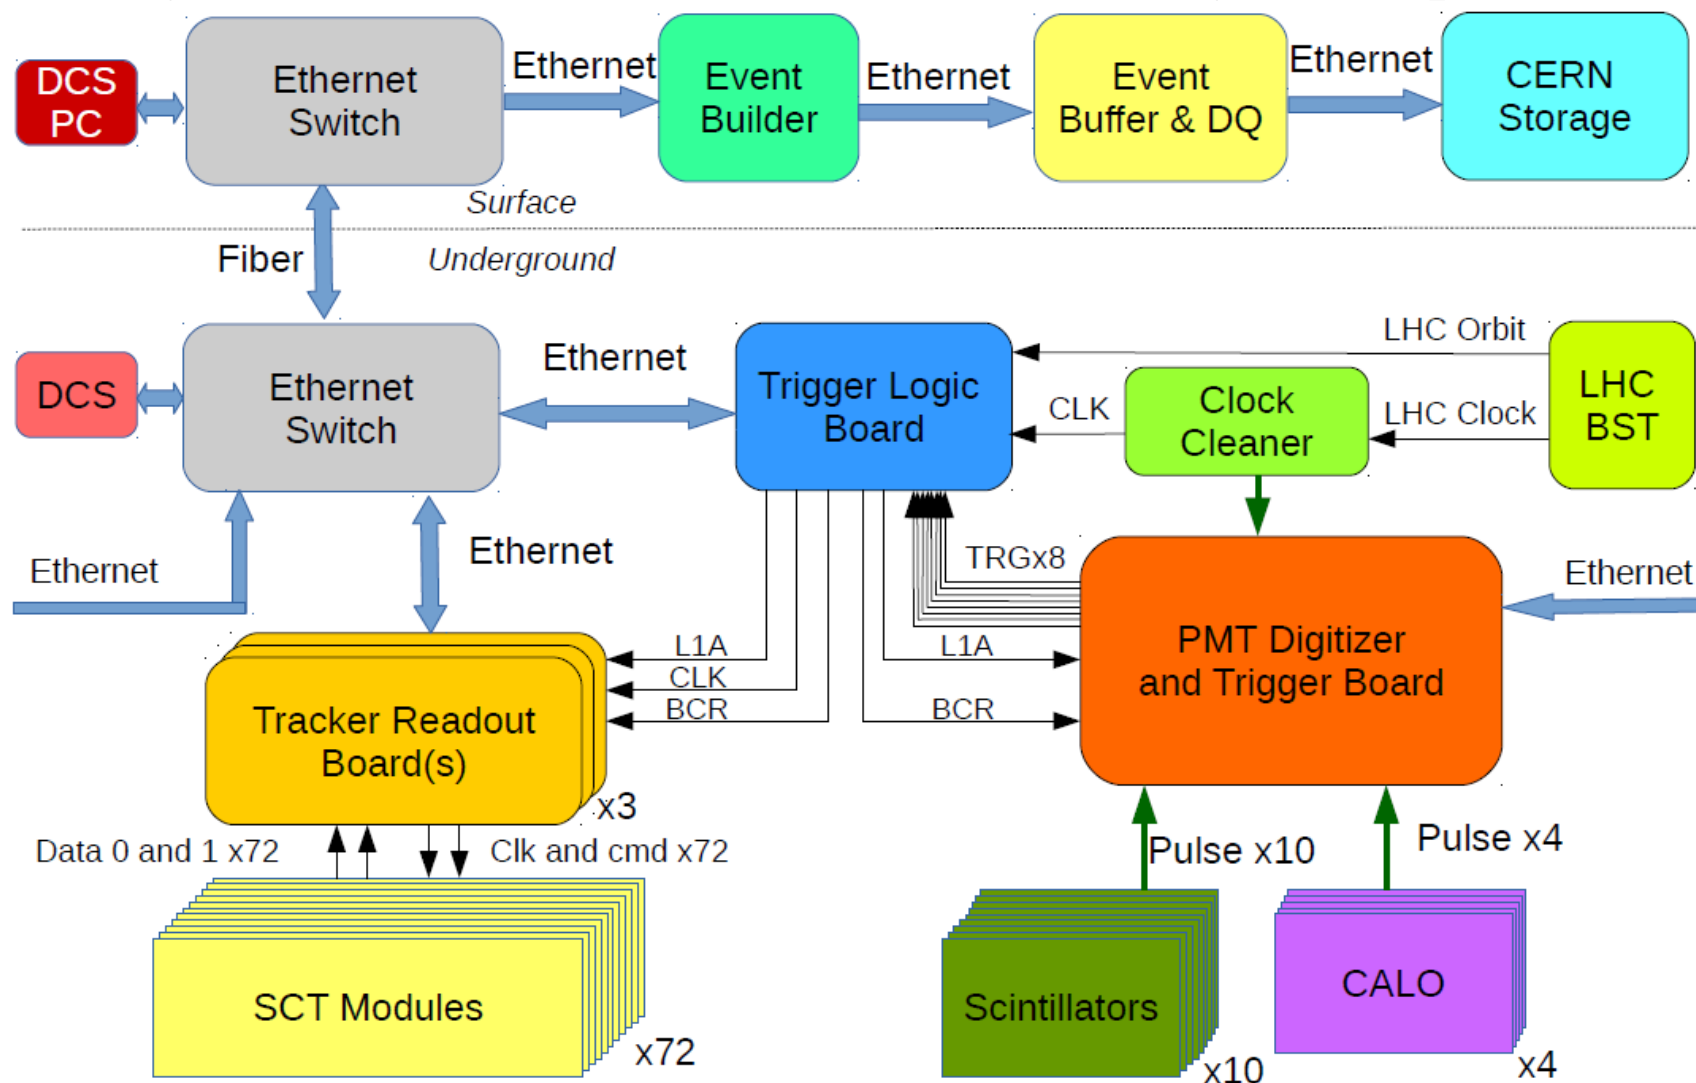 DCS
PC
Ethernet
Switch
Ethernet
Event
Builder
Ethernet
Event
Buffer & DQ
Ethernet
CERN
Storage
Surface
Fiber
Underground
DCS
Ethernet
Switch
Ethernet
Trigger Logic
Board
LHC Orbit
CLK
Clock
Cleaner
LHC Clock
LHC
BST
Ethernet
Ethernet
TRGx8
Ethernet
L1A
CLK
BCR
L1A
BCR
PMT Digitizer
and Trigger Board
Tracker Readout
Board(s)
x3
Data 0 and 1 x72
Clk and cmd x72
Pulse x10
Pulse x4
SCT Modules
x72
Scintillators
x10
CALO
x4